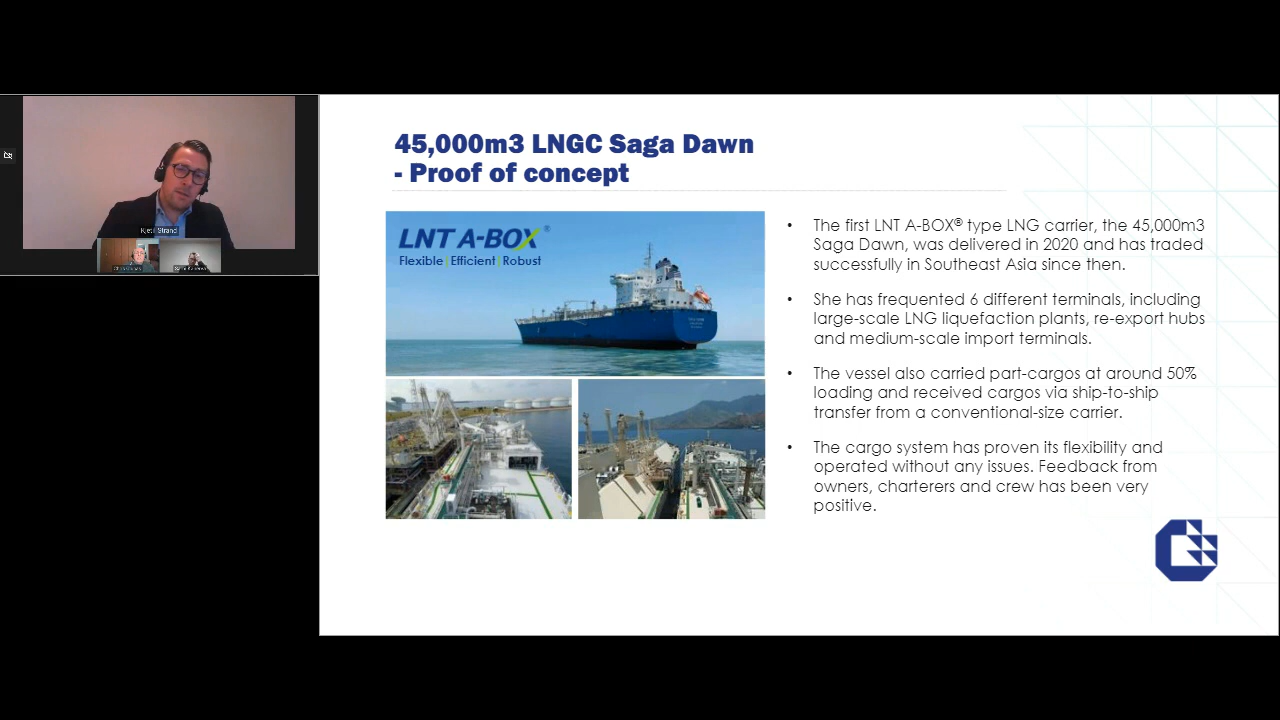 45,000m3 LNGC Saga Dawn
- Proof of concept
LNT A-BOX®
Flexible | Efficient | Robust
• The first LNT A-BOX® type LNG carrier, the 45,000m3
Saga Dawn, was delivered in 2020 and has traded
successfully in Southeast Asia since then.
• She has frequented 6 different terminals, including
large-scale LNG liquefaction plants, re-export hubs
and medium-scale import terminals.
• The vessel also carried part-cargos at around 50%
loading and received cargos via ship-to-ship
transfer from a conventional-size carrier.
• The cargo system has proven its flexibility and
operated without any issues. Feedback from
owners, charterers and crew has been very
positive.
Kjetil Strand